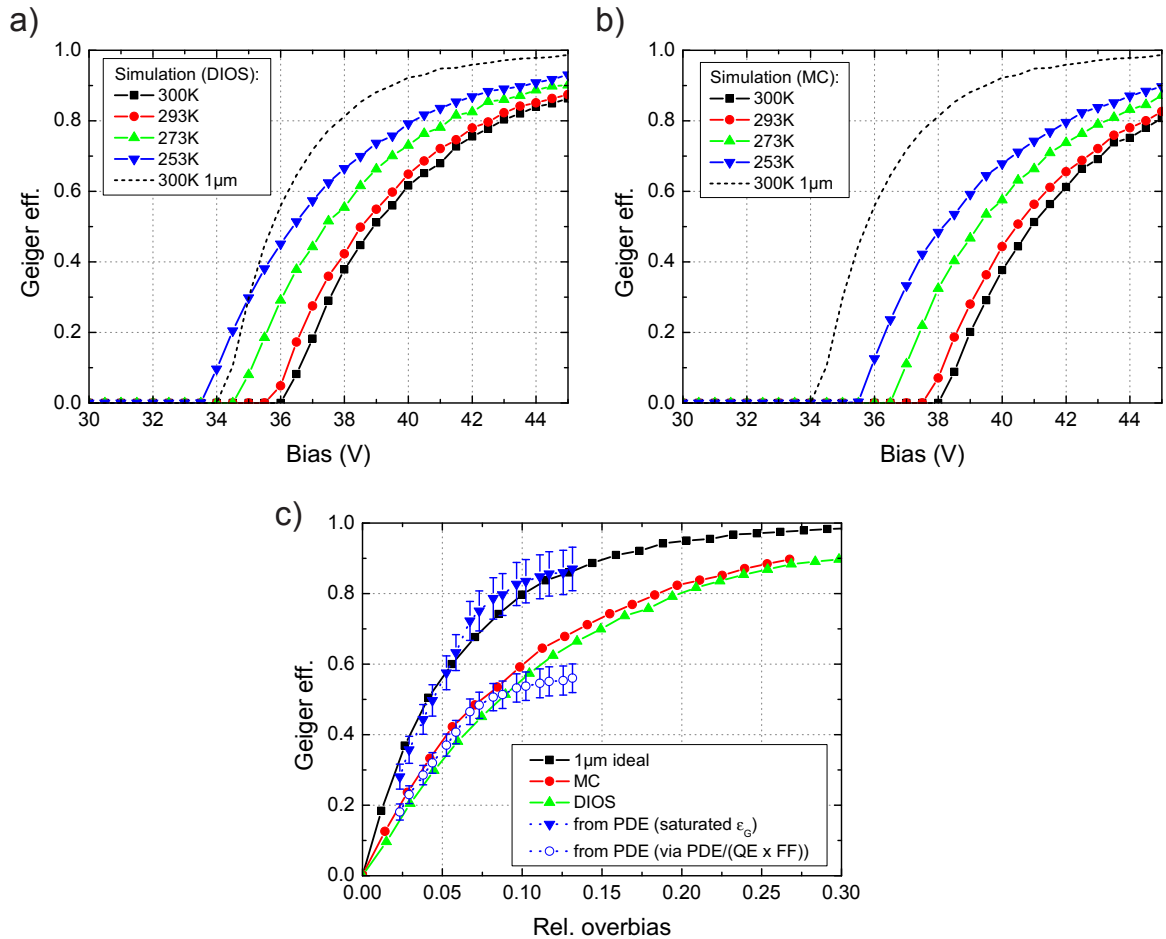 a)
Geiger eff.
1.0
0.8
0.6
0.4
0.2
0.0
Simulation (DIOS):
300K
293K
273K
253K
300K 1µm
30 32 34 36 38 40 42 44
Bias (V)
b)
Geiger eff.
1.0
0.8
0.6
0.4
0.2
0.0
Simulation (MC):
300K
293K
273K
253K
300K 1µm
30 32 34 36 38 40 42 44
Bias (V)
c)
Geiger eff.
1.0
0.8
0.6
0.4
0.2
0.0
1µm ideal
MC
DIOS
from PDE (saturated εG)
from PDE (via PDE/(QE x FF))
0.00 0.05 0.10 0.15 0.20 0.25 0.30
Rel. overbias